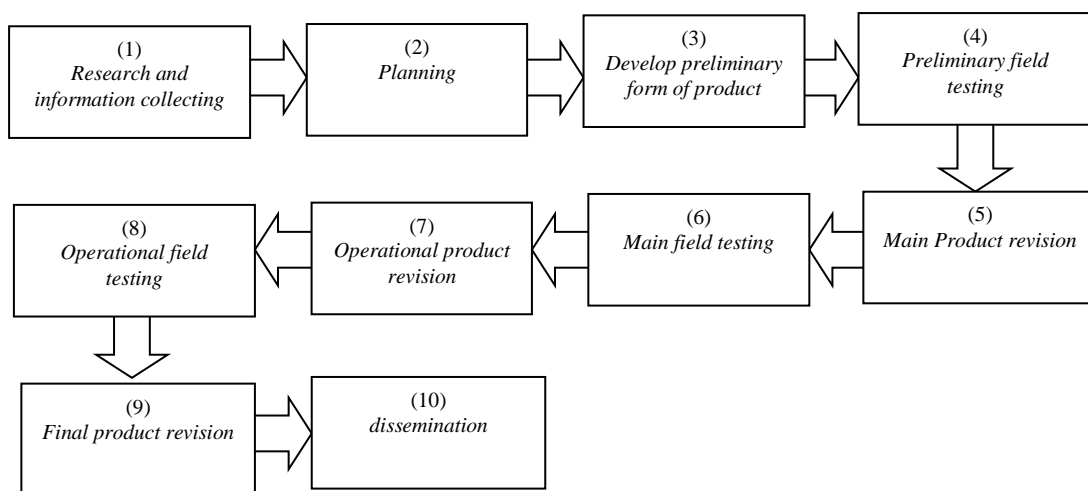 (1)
Research and
information collecting
(2)
Planning
(3)
Develop preliminary
form of product
(4)
Preliminary field
testing
(5)
Main Product revision
(6)
Main field testing
(7)
Operational product
revision
(8)
Operational field
testing
(9)
Final product revision
(10)
dissemination